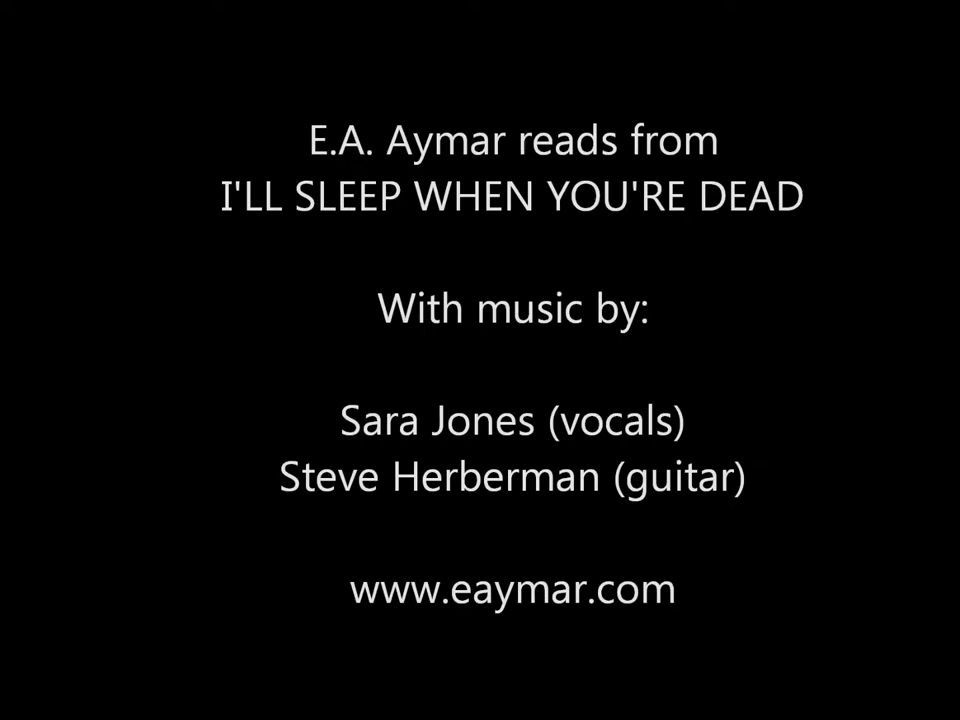 E.A. Aymar reads from
I'LL SLEEP WHEN YOU'RE DEAD
With music by:
Sara Jones (vocals)
Steve Herberman (guitar)
www.eaymar.com